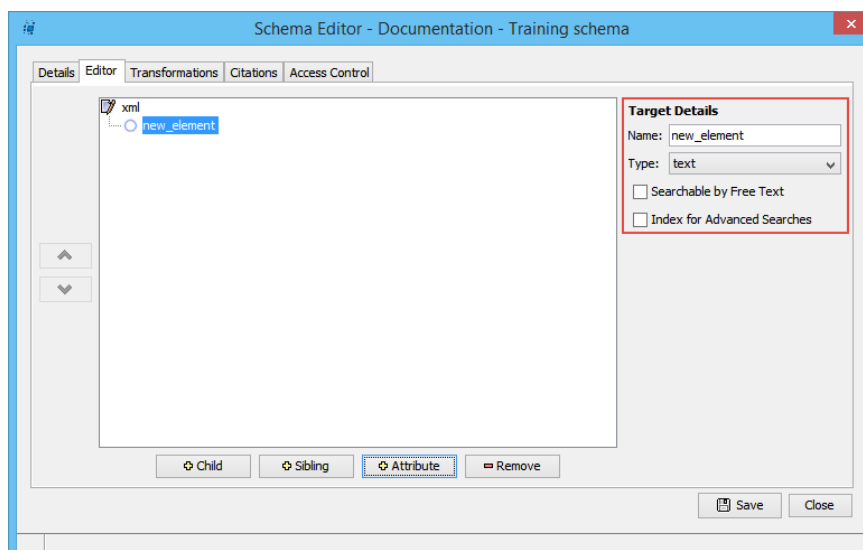 Schema Editor - Documentation - Training schema
Details Editor Transformations Citations Access Control
xml
new_element
Target Details
Name: new_element
Type: text
Searchable by Free Text
Index for Advanced Searches
Child Sibling Attribute Remove
Save Close